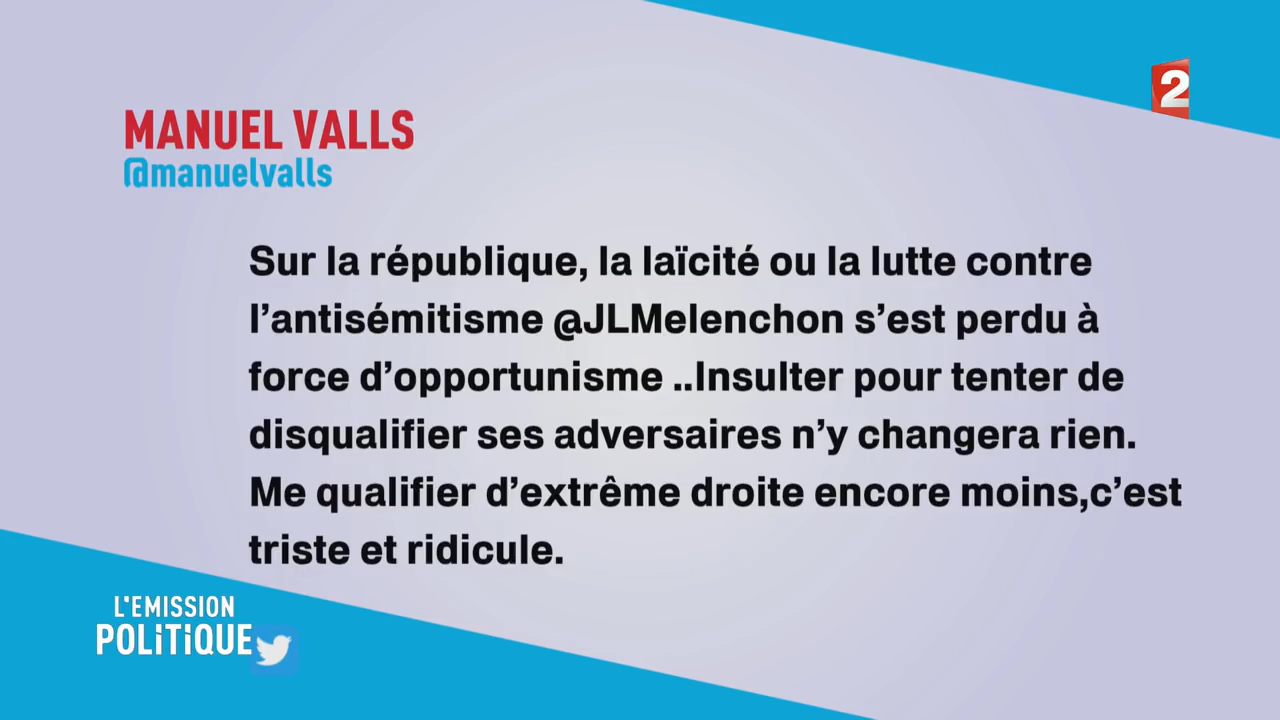 2
MANUEL VALLS
@manuelvalls
Sur la république, la laïcité ou la lutte contre
l’antisémitisme @JLMelenchon s’est perdu à
force d’opportunisme ..Insulter pour tenter de
disqualifier ses adversaires n’y changera rien.
Me qualifier d’extrême droite encore moins,c’est
triste et ridicule.
L'EMISSION
POLiTiQUE